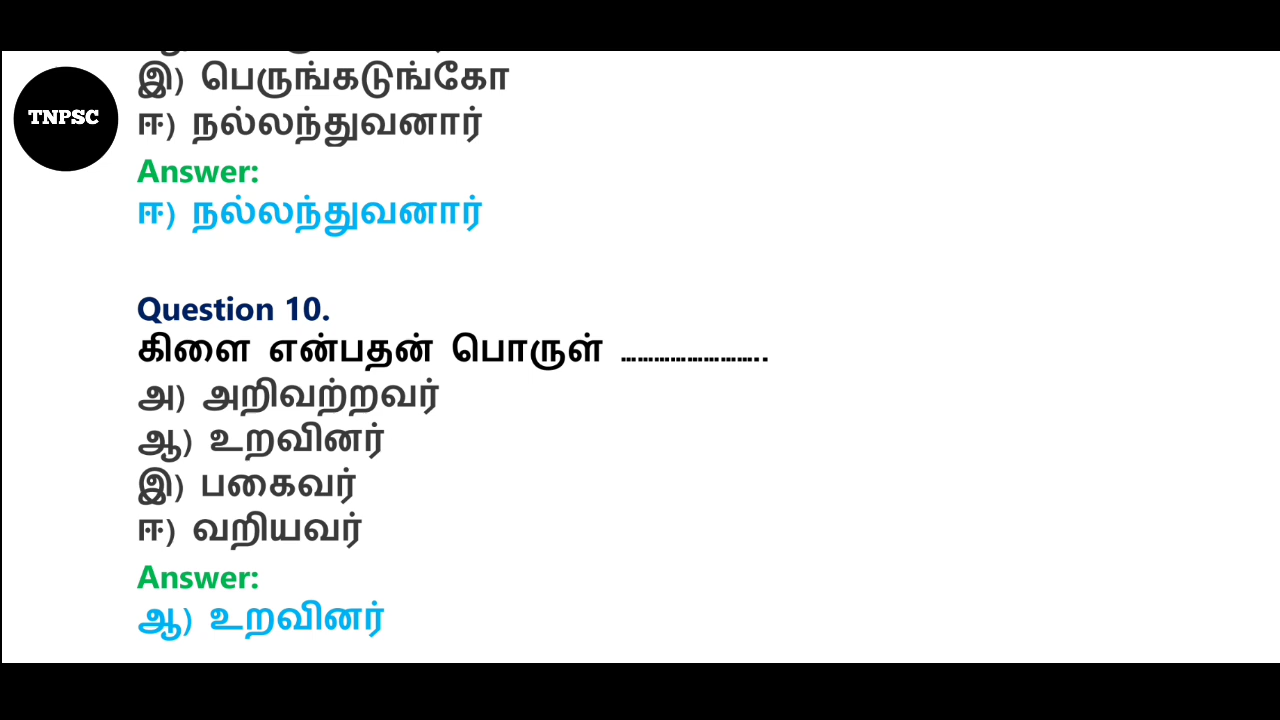 TNPSC
இ) பெருங்கடுங்கோ
ஈ) நல்லந்துவனார்
Answer:
ஈ) நல்லந்துவனார்
Question 10.
கிளை என்பதன் பொருள் ……………………..
அ) அறிவற்றவர்
ஆ) உறவினர்
இ) பகைவர்
ஈ) வறியவர்
Answer:
ஆ) உறவினர்